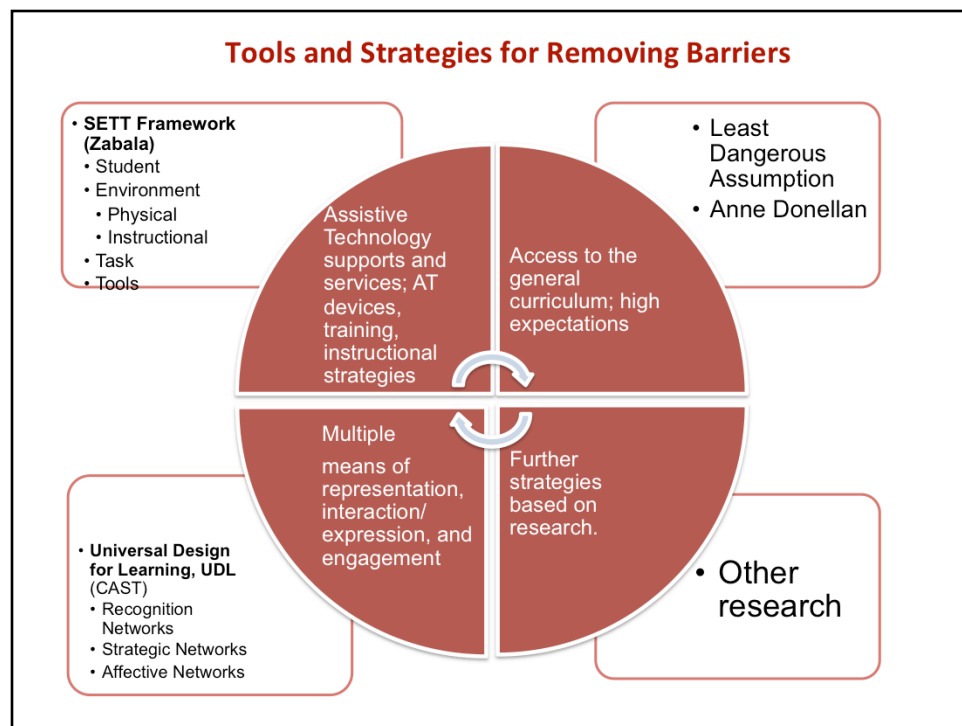 Tools and Strategies for Removing Barriers
• SETT Framework
(Zabala)
• Student
• Environment
• Physical
• Instructional
• Task
• Tools
Assistive
Technology
supports and
services; AT
devices,
training,
instructional
strategies
• Least
Dangerous
Assumption
• Anne Donellan
Access to the
general
curriculum; high
expectations
• Universal Design
for Learning, UDL
(CAST)
• Recognition
Networks
• Strategic Networks
• Affective Networks
Multiple
means of
representation,
interaction/
expression, and
engagement
Further
strategies
based on
research.
• Other
research